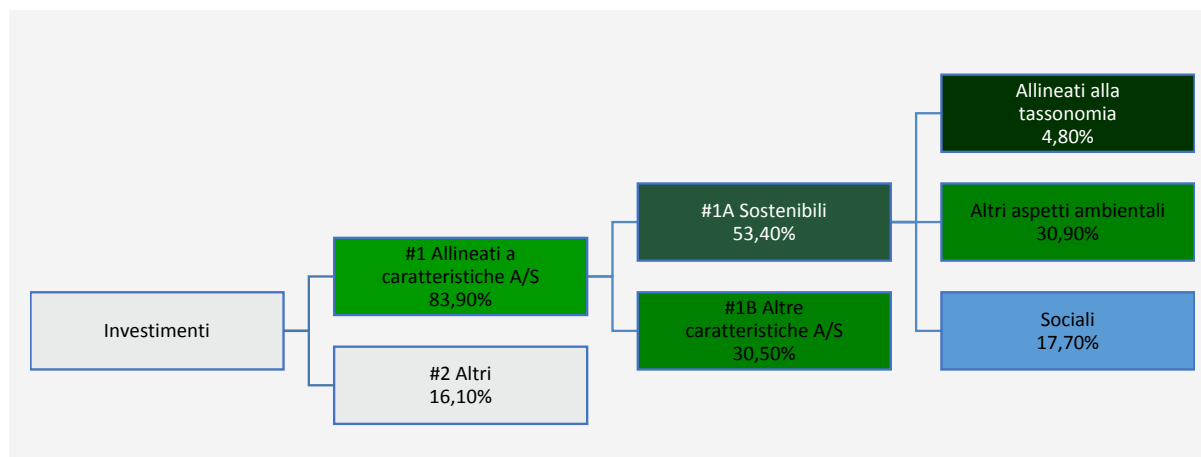 Investimenti
#1 Allineati a
caratteristiche A/S
83,90%
#2 Altri
16,10%
#1A Sostenibili
53,40%
#1B Altre
caratteristiche A/S
30,50%
Allineati alla
tassonomia
4,80%
Altri aspetti ambientali
30,90%
Sociali
17,70%